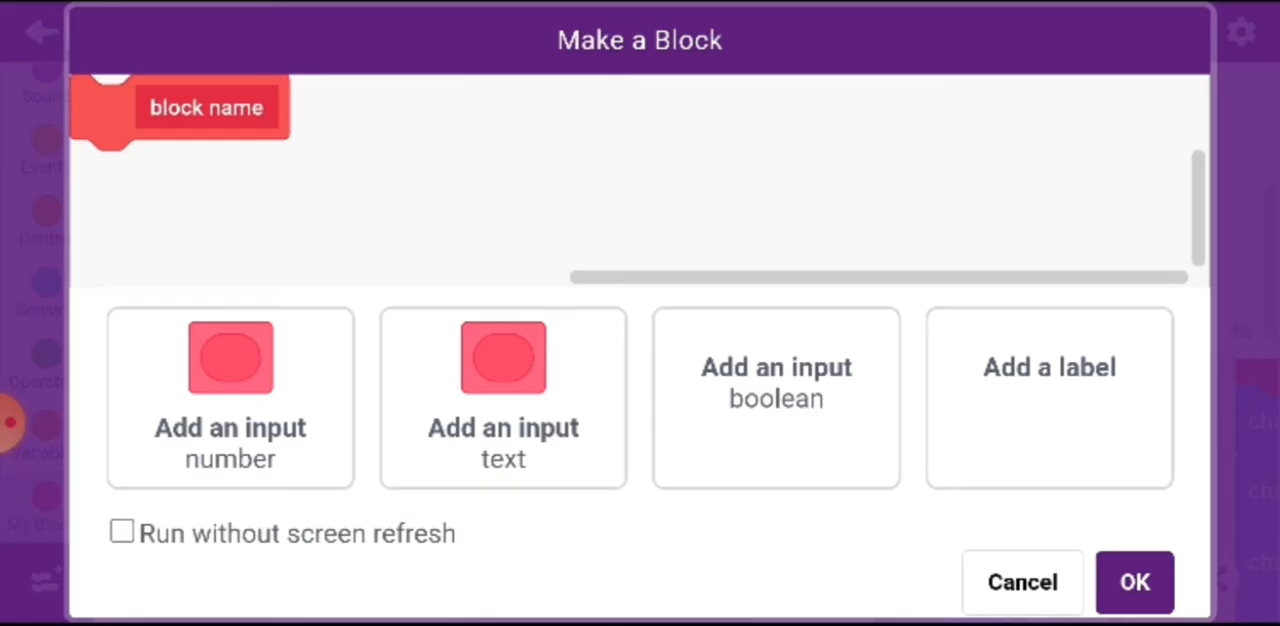 Make a Block
block name
Add an input
number
Add an input
text
Add an input
boolean
Add a label
Run without screen refresh
Cancel
OK